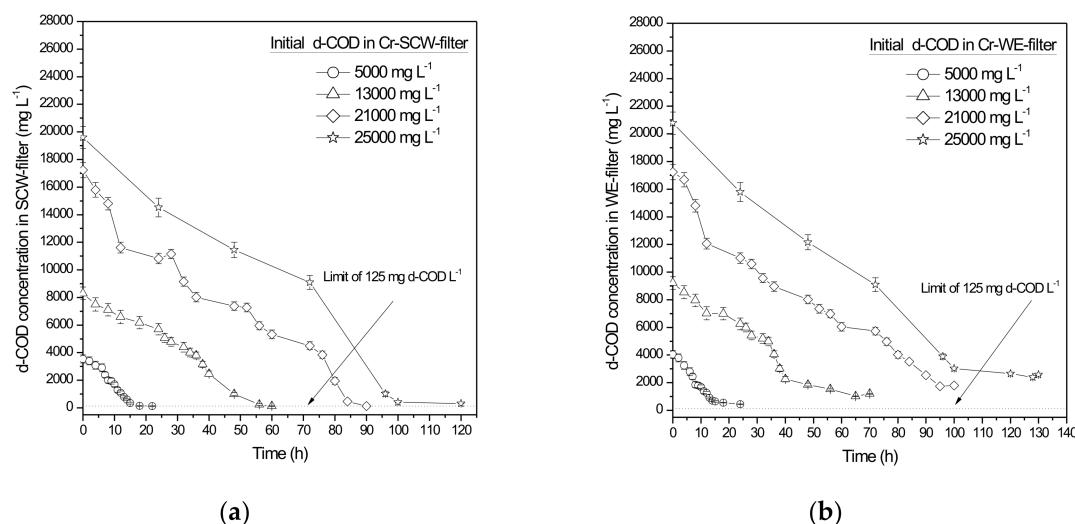 Initial d-COD in Cr-SCW-filter
5000 mg L-1
13000 mg L-1
21000 mg L-1
25000 mg L-1
Limit of 125 mg d-COD L-1
d-COD concentration in SCW-filter (mg L-1)
28000
26000
24000
22000
20000
18000
16000
14000
12000
10000
8000
6000
4000
2000
0
0 10 20 30 40 50 60 70 80 90 100 110 120
Time (h)
(a)
Initial d-COD in Cr-WE-filter
5000 mg L-1
13000 mg L-1
21000 mg L-1
25000 mg L-1
Limit of 125 mg d-COD L-1
d-COD concentration in WE-filter (mg L-1)
28000
26000
24000
22000
20000
18000
16000
14000
12000
10000
8000
6000
4000
2000
0
0 10 20 30 40 50 60 70 80 90 100 110 120 130 140
Time (h)
(b)